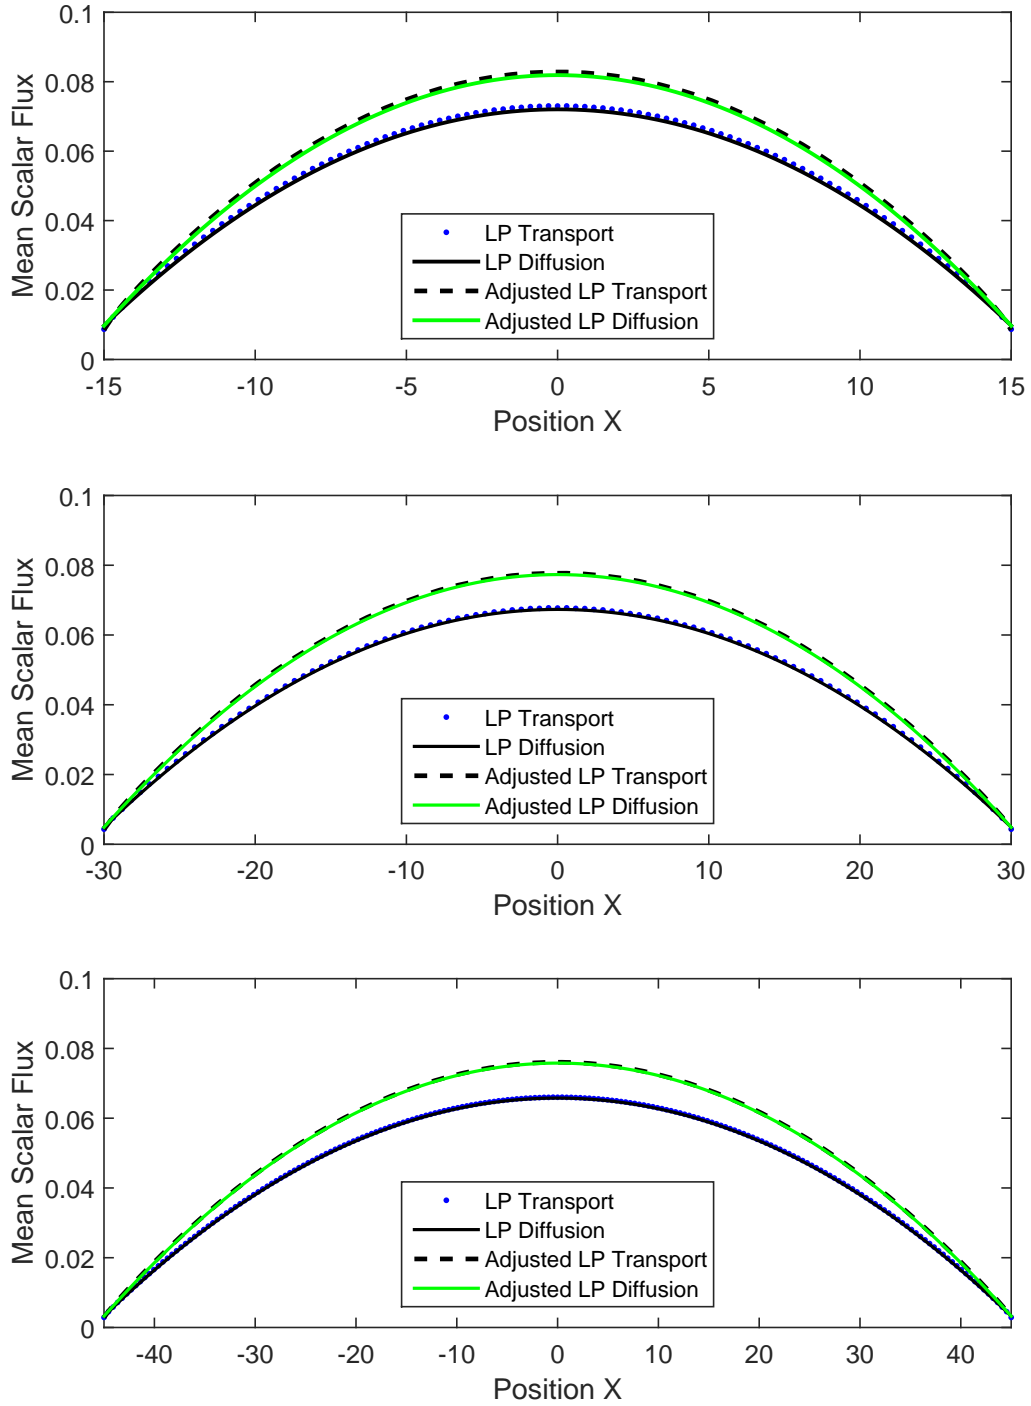 0.1
0.08
0.06
0.04
0.02
0
Mean Scalar Flux
LP Transport
LP Diffusion
Adjusted LP Transport
Adjusted LP Diffusion
-15 -10 -5 0 5 10 15
Position X
0.1
0.08
0.06
0.04
0.02
0
Mean Scalar Flux
LP Transport
LP Diffusion
Adjusted LP Transport
Adjusted LP Diffusion
-30 -20 -10 0 10 20 30
Position X
0.1
0.08
0.06
0.04
0.02
0
Mean Scalar Flux
LP Transport
LP Diffusion
Adjusted LP Transport
Adjusted LP Diffusion
-40 -30 -20 -10 0 10 20 30 40
Position X